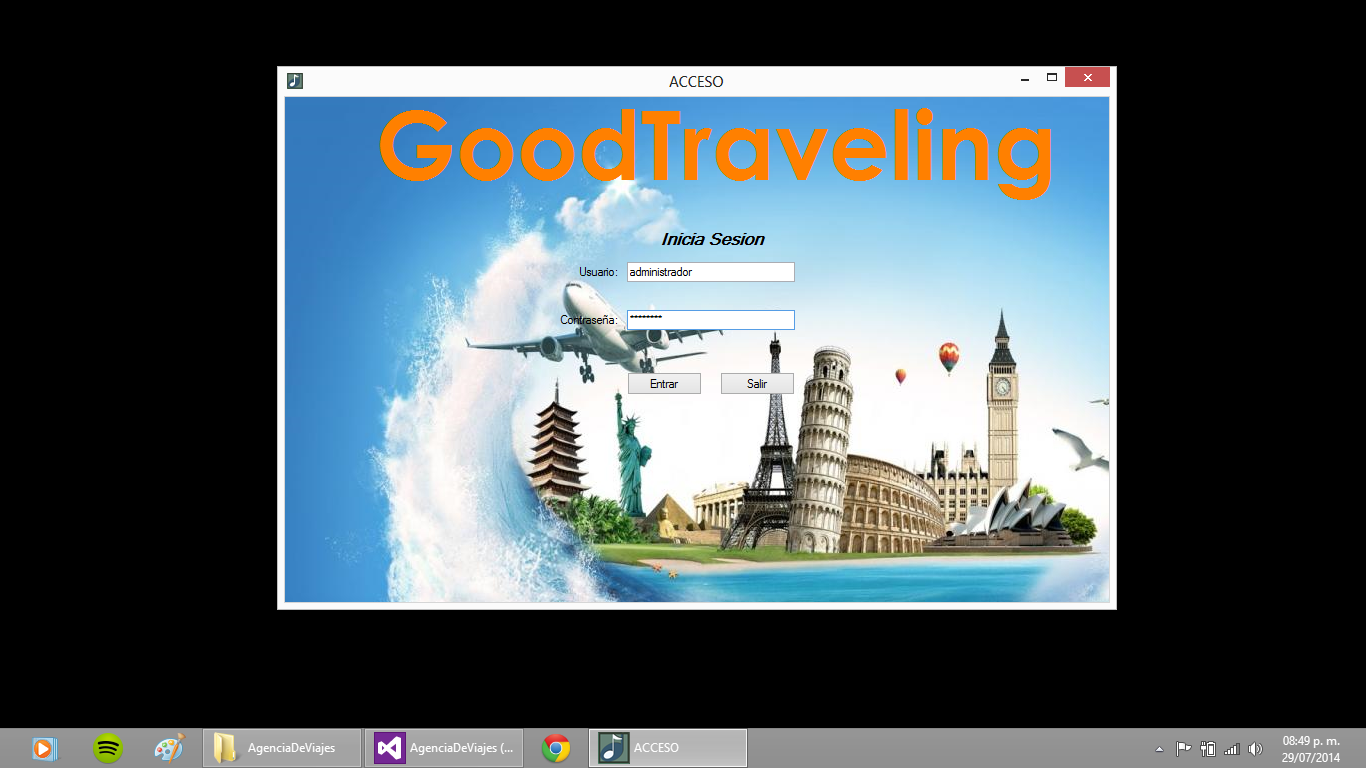 ACCESO
GoodTraveling
Inicia Sesion
Usuario: administrador
Contraseña: ********
Entrar Salir
AgenciaDeViajes AgenciaDeViajes (... ACCESO 08:49 p. m.
29/07/2014